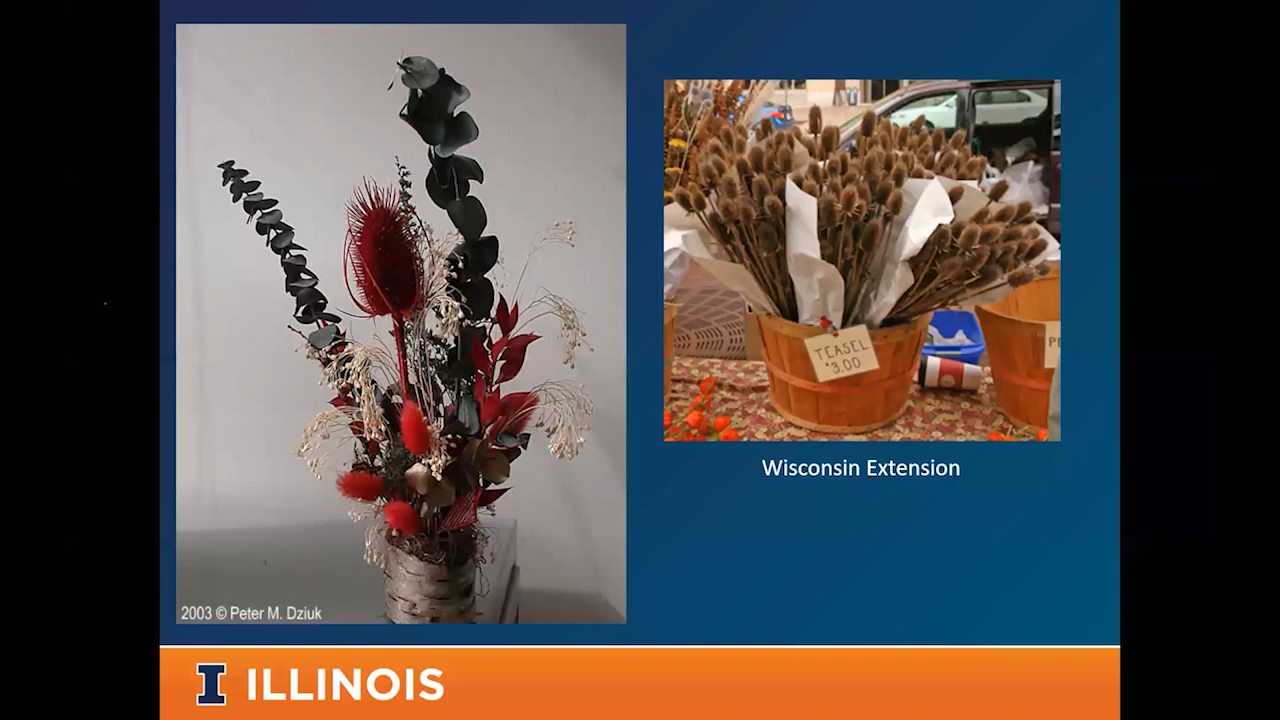 2003 © Peter M. Dziuk
TEASEL
$3.00
Wisconsin Extension
I ILLINOIS